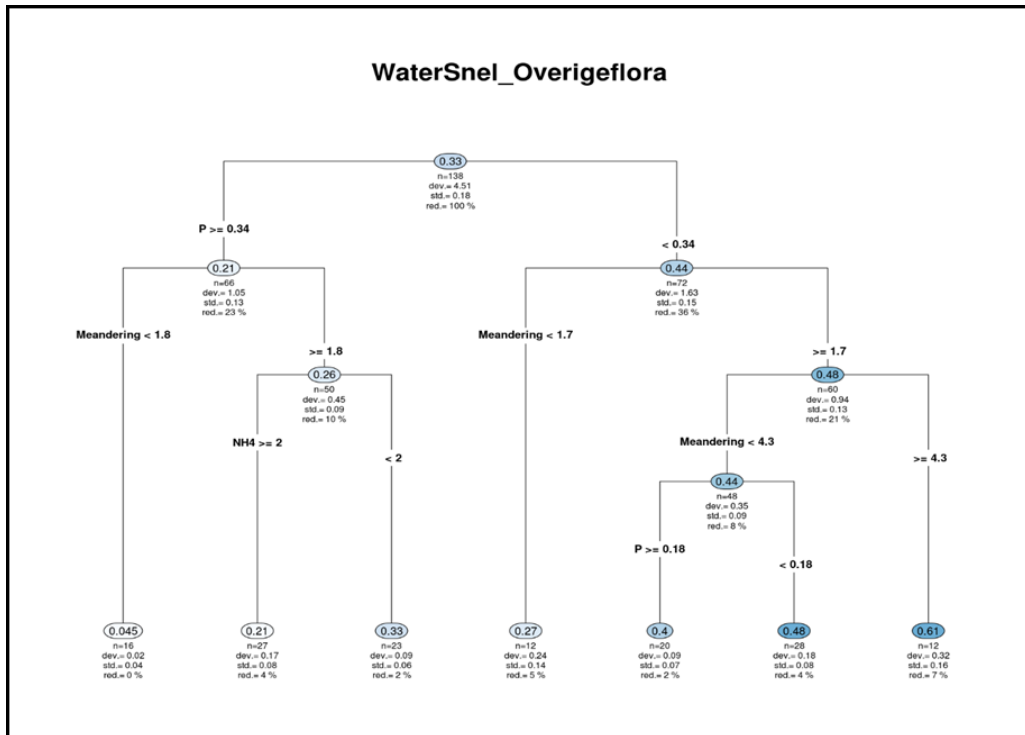 WaterSnel_Overigeflora
0.33
n=138
dev.= 4.51
std.= 0.18
red.= 100 %
P >= 0.34
< 0.34
0.21
n=66
dev.= 1.05
std.= 0.13
red.= 23 %
0.44
n=72
dev.= 1.63
std.= 0.15
red.= 36 %
Meandering < 1.8
>= 1.8
Meandering < 1.7
>= 1.7
0.26
n=50
dev.= 0.45
std.= 0.09
red.= 10 %
0.48
n=60
dev.= 0.94
std.= 0.13
red.= 21 %
NH4 >= 2
< 2
Meandering < 4.3
>= 4.3
0.44
n=48
dev.= 0.35
std.= 0.09
red.= 8 %
P >= 0.18
< 0.18
0.045
n=16
dev.= 0.02
std.= 0.04
red.= 0 %
0.21
n=27
dev.= 0.17
std.= 0.08
red.= 4 %
0.33
n=23
dev.= 0.09
std.= 0.06
red.= 2 %
0.27
n=12
dev.= 0.24
std.= 0.14
red.= 5 %
0.4
n=20
dev.= 0.09
std.= 0.07
red.= 2 %
0.48
n=28
dev.= 0.18
std.= 0.08
red.= 4 %
0.61
n=12
dev.= 0.32
std.= 0.16
red.= 7 %